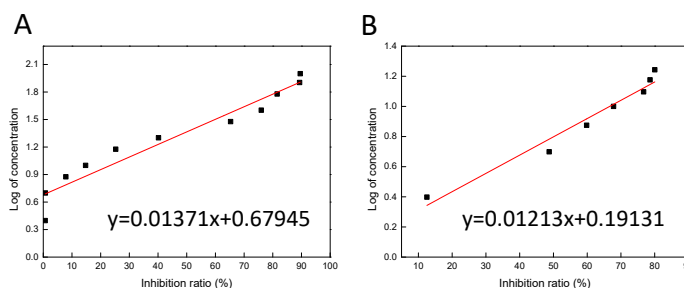 A
B
Log of concentration
2.1
1.8
1.5
1.2
0.9
0.6
0.3
0.0
y=0.01371x+0.67945
0 10 20 30 40 50 60 70 80 90 100
Inhibition ratio (%)
Log of concentration
1.4
1.2
1.0
0.8
0.6
0.4
0.2
0.0
y=0.01213x+0.19131
10 20 30 40 50 60 70 80
Inhibition ratio (%)